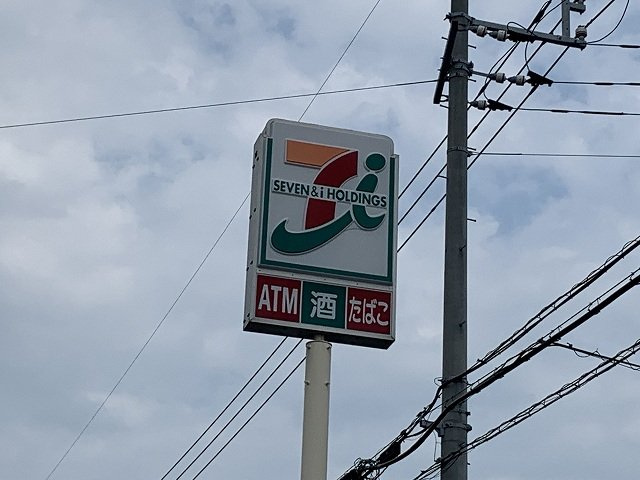 SEVEN & i HOLDINGS
ATM 酒 たばこ